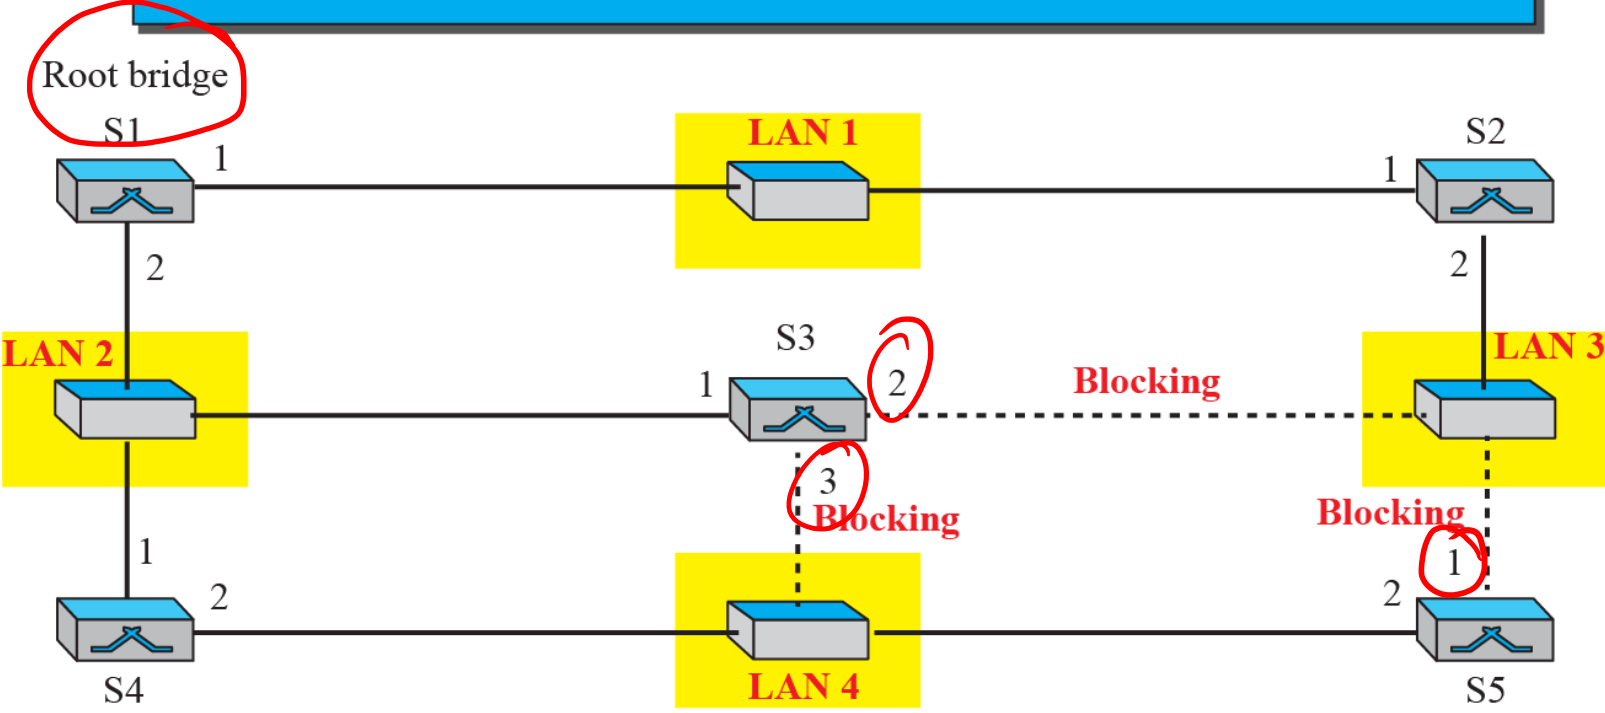 Root bridge
S1
1
LAN 1
1
S2
2
2
LAN 2
S3
1
2
Blocking
LAN 3
3
Blocking
Blocking
1
1
2
2
S4
LAN 4
S5